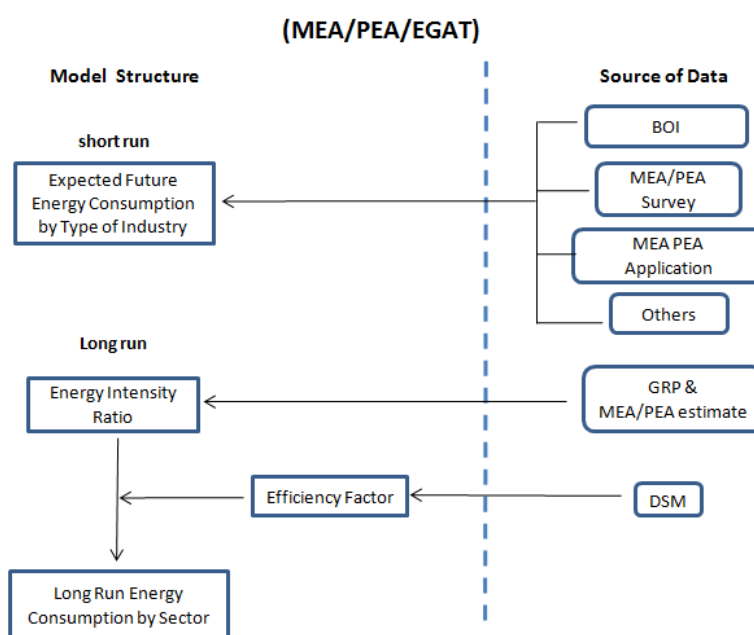 (MEA/PEA/EGAT)
Model Structure
Source of Data
short run
Expected Future
Energy Consumption
by Type of Industry
BOI
MEA/PEA
Survey
MEA PEA
Application
Others
Long run
Energy Intensity
Ratio
GRP &
MEA/PEA estimate
Efficiency Factor
DSM
Long Run Energy
Consumption by Sector